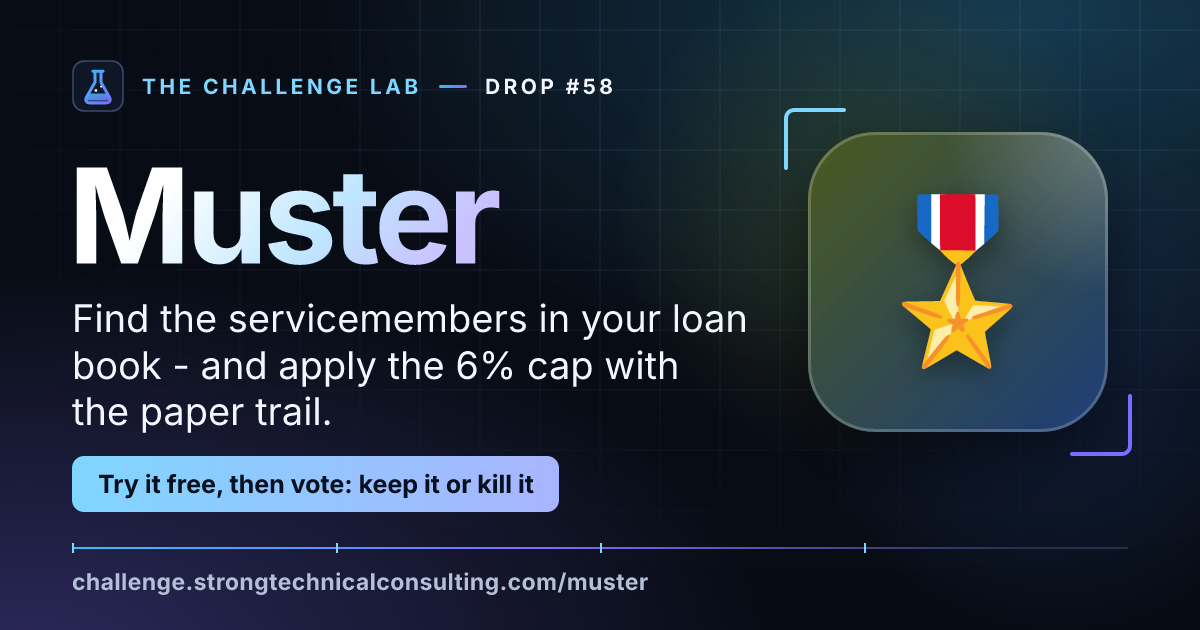 THE CHALLENGE LAB — DROP #58
Muster
Find the servicemembers in your loan
book - and apply the 6% cap with
the paper trail.
Try it free, then vote: keep it or kill it
challenge.strongtechnicalconsulting.com/muster